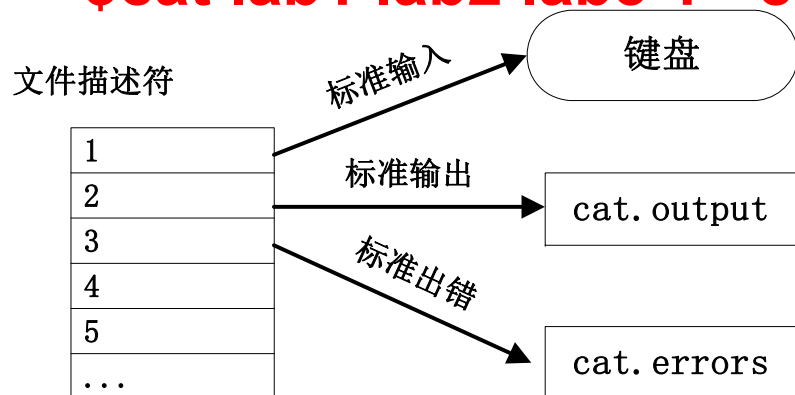 键盘
标准输入
文件描述符
1
标准输出
2
cat.output
3
标准出错
4
5
cat.errors
...